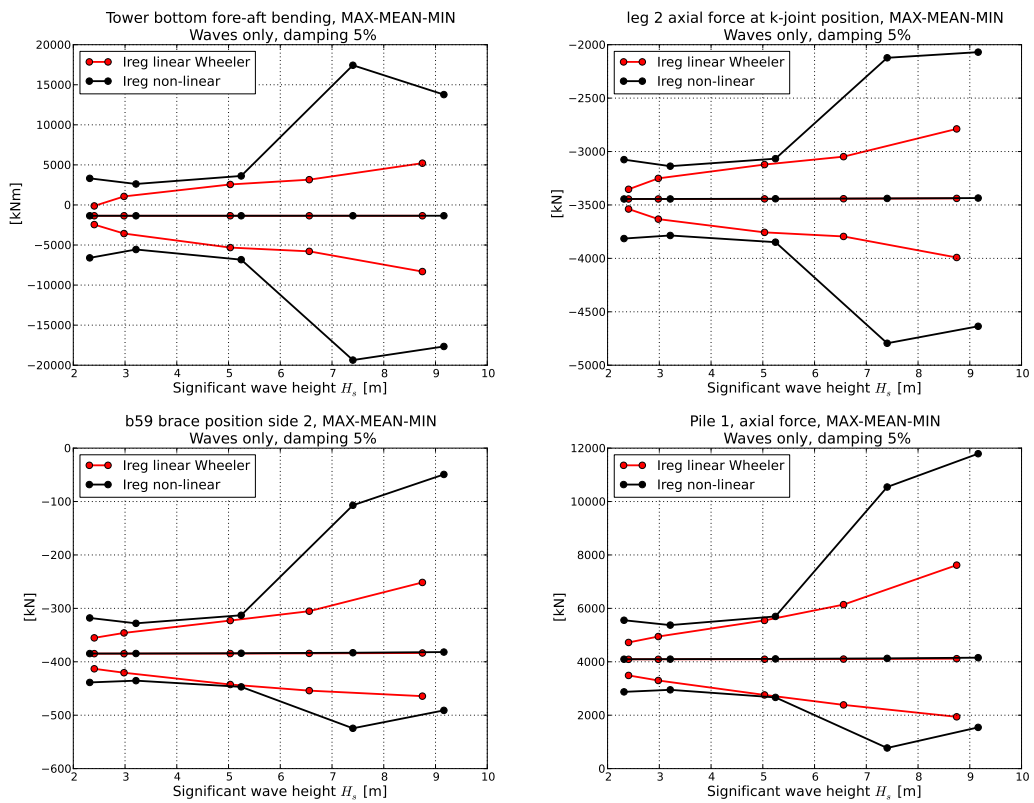 Tower bottom fore-aft bending, MAX-MEAN-MIN
Waves only, damping 5%
Ireg linear Wheeler
Ireg non-linear
[kNm]
20000
15000
10000
5000
0
−5000
−10000
−15000
−20000
2 3 4 5 6 7 8 9 10
Significant wave height H_s [m]
leg 2 axial force at k-joint position, MAX-MEAN-MIN
Waves only, damping 5%
Ireg linear Wheeler
Ireg non-linear
[kN]
−2000
−2500
−3000
−3500
−4000
−4500
−5000
2 3 4 5 6 7 8 9 10
Significant wave height H_s [m]
b59 brace position side 2, MAX-MEAN-MIN
Waves only, damping 5%
Ireg linear Wheeler
Ireg non-linear
[kN]
0
−100
−200
−300
−400
−500
−600
2 3 4 5 6 7 8 9 10
Significant wave height H_s [m]
Pile 1, axial force, MAX-MEAN-MIN
Waves only, damping 5%
Ireg linear Wheeler
Ireg non-linear
[kN]
12000
10000
8000
6000
4000
2000
0
2 3 4 5 6 7 8 9 10
Significant wave height H_s [m]